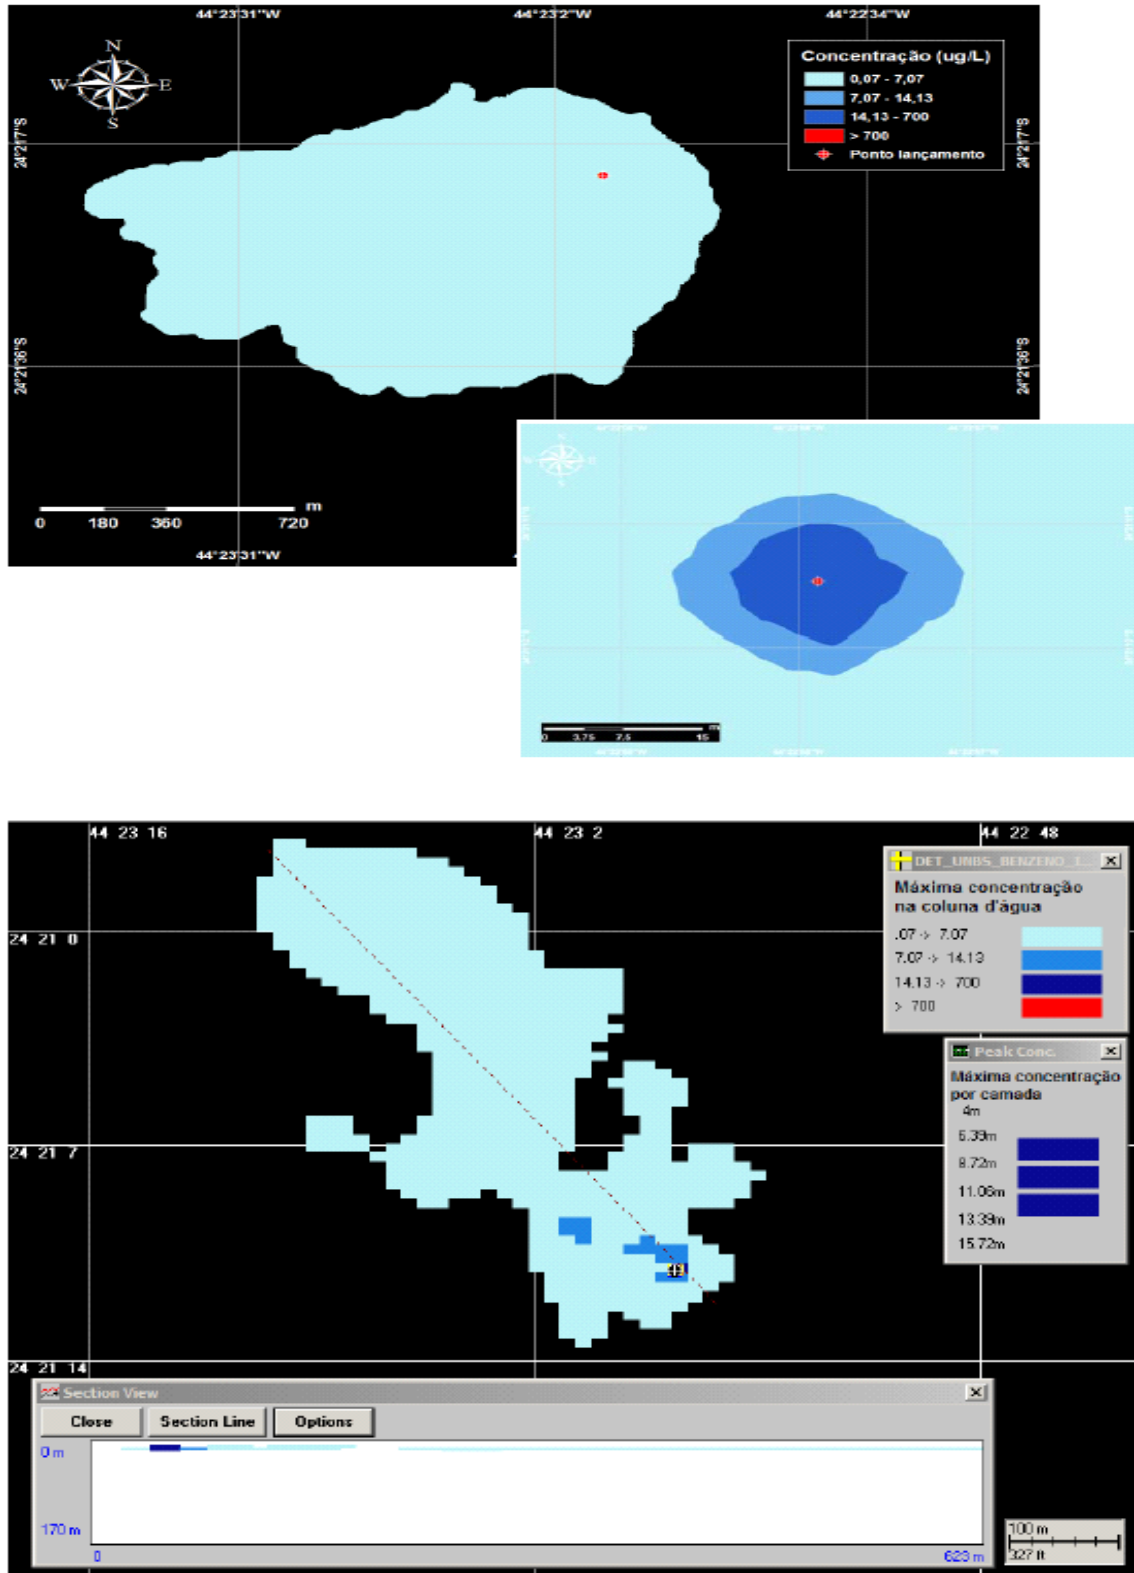 44°23'31"W
44°23'2"W
44°22'34"W
N
W
E
S
Concentração (ug/L)
0,07 - 7,07
7,07 - 14,13
14,13 - 700
> 700
Ponto lançamento
24°21'7"S
24°21'7"S
24°21'36"S
24°21'36"S
m
0 180 360 720
44°23'31"W
m
0 3.75 7.5 15
44 23 16
44 23 2
44 22 48
DET_UNBS_BENZENO_1...
Máxima concentração
na coluna d'água
.07 -> 7.07
7.07 -> 14.13
14.13 -> 700
> 700
24 21 0
Peak Conc.
Máxima concentração
por camada
4m
6.39m
8.72m
11.06m
13.39m
15.72m
24 21 7
24 21 14
Section View
Close
Section Line
Options
0 m
170 m
0
623 m
100 m
327 ft